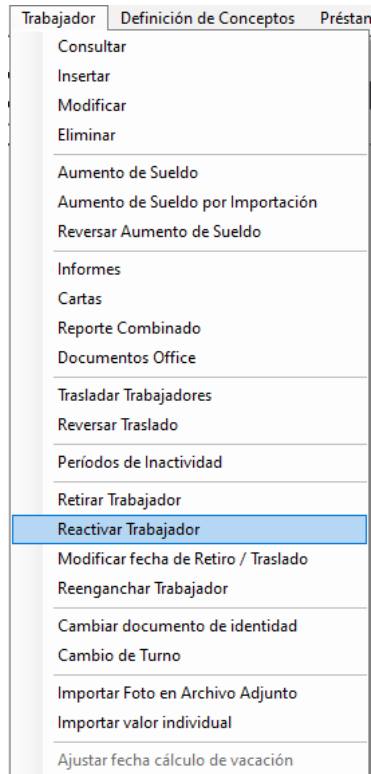 Trabajador Definición de Conceptos Préstan
Consultar
Insertar
Modificar
Eliminar
Aumento de Sueldo
Aumento de Sueldo por Importación
Reversar Aumento de Sueldo
Informes
Cartas
Reporte Combinado
Documentos Office
Trasladar Trabajadores
Reversar Traslado
Períodos de Inactividad
Retirar Trabajador
Reactivar Trabajador
Modificar fecha de Retiro / Traslado
Reenganchar Trabajador
Cambiar documento de identidad
Cambio de Turno
Importar Foto en Archivo Adjunto
Importar valor individual
Ajustar fecha cálculo de vacación